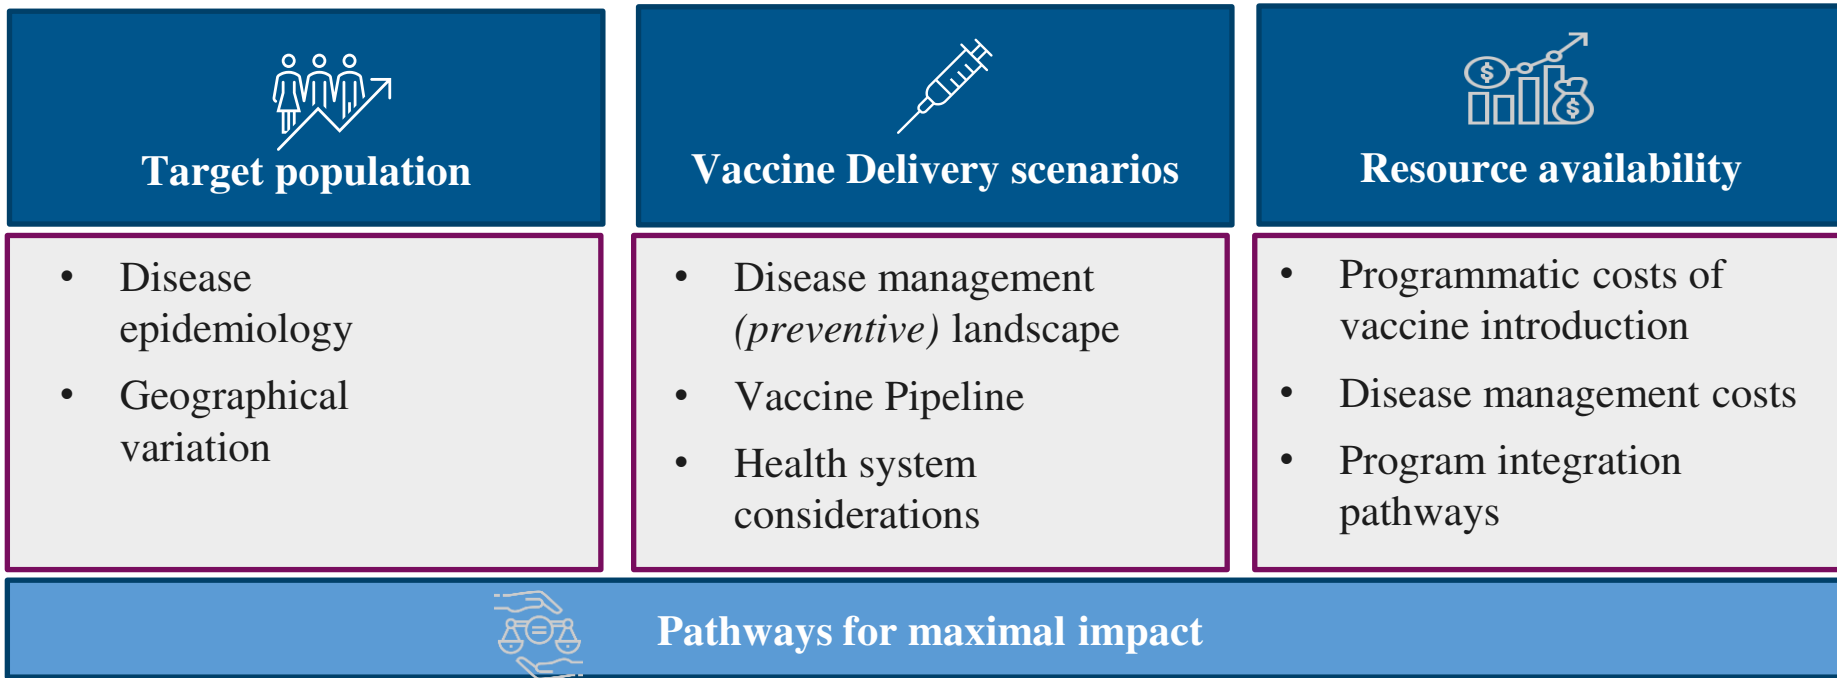 Target population
• Disease
epidemiology
• Geographical
variation
Vaccine Delivery scenarios
• Disease management
(preventive) landscape
• Vaccine Pipeline
• Health system
considerations
Resource availability
• Programmatic costs of
vaccine introduction
• Disease management costs
• Program integration
pathways
Pathways for maximal impact